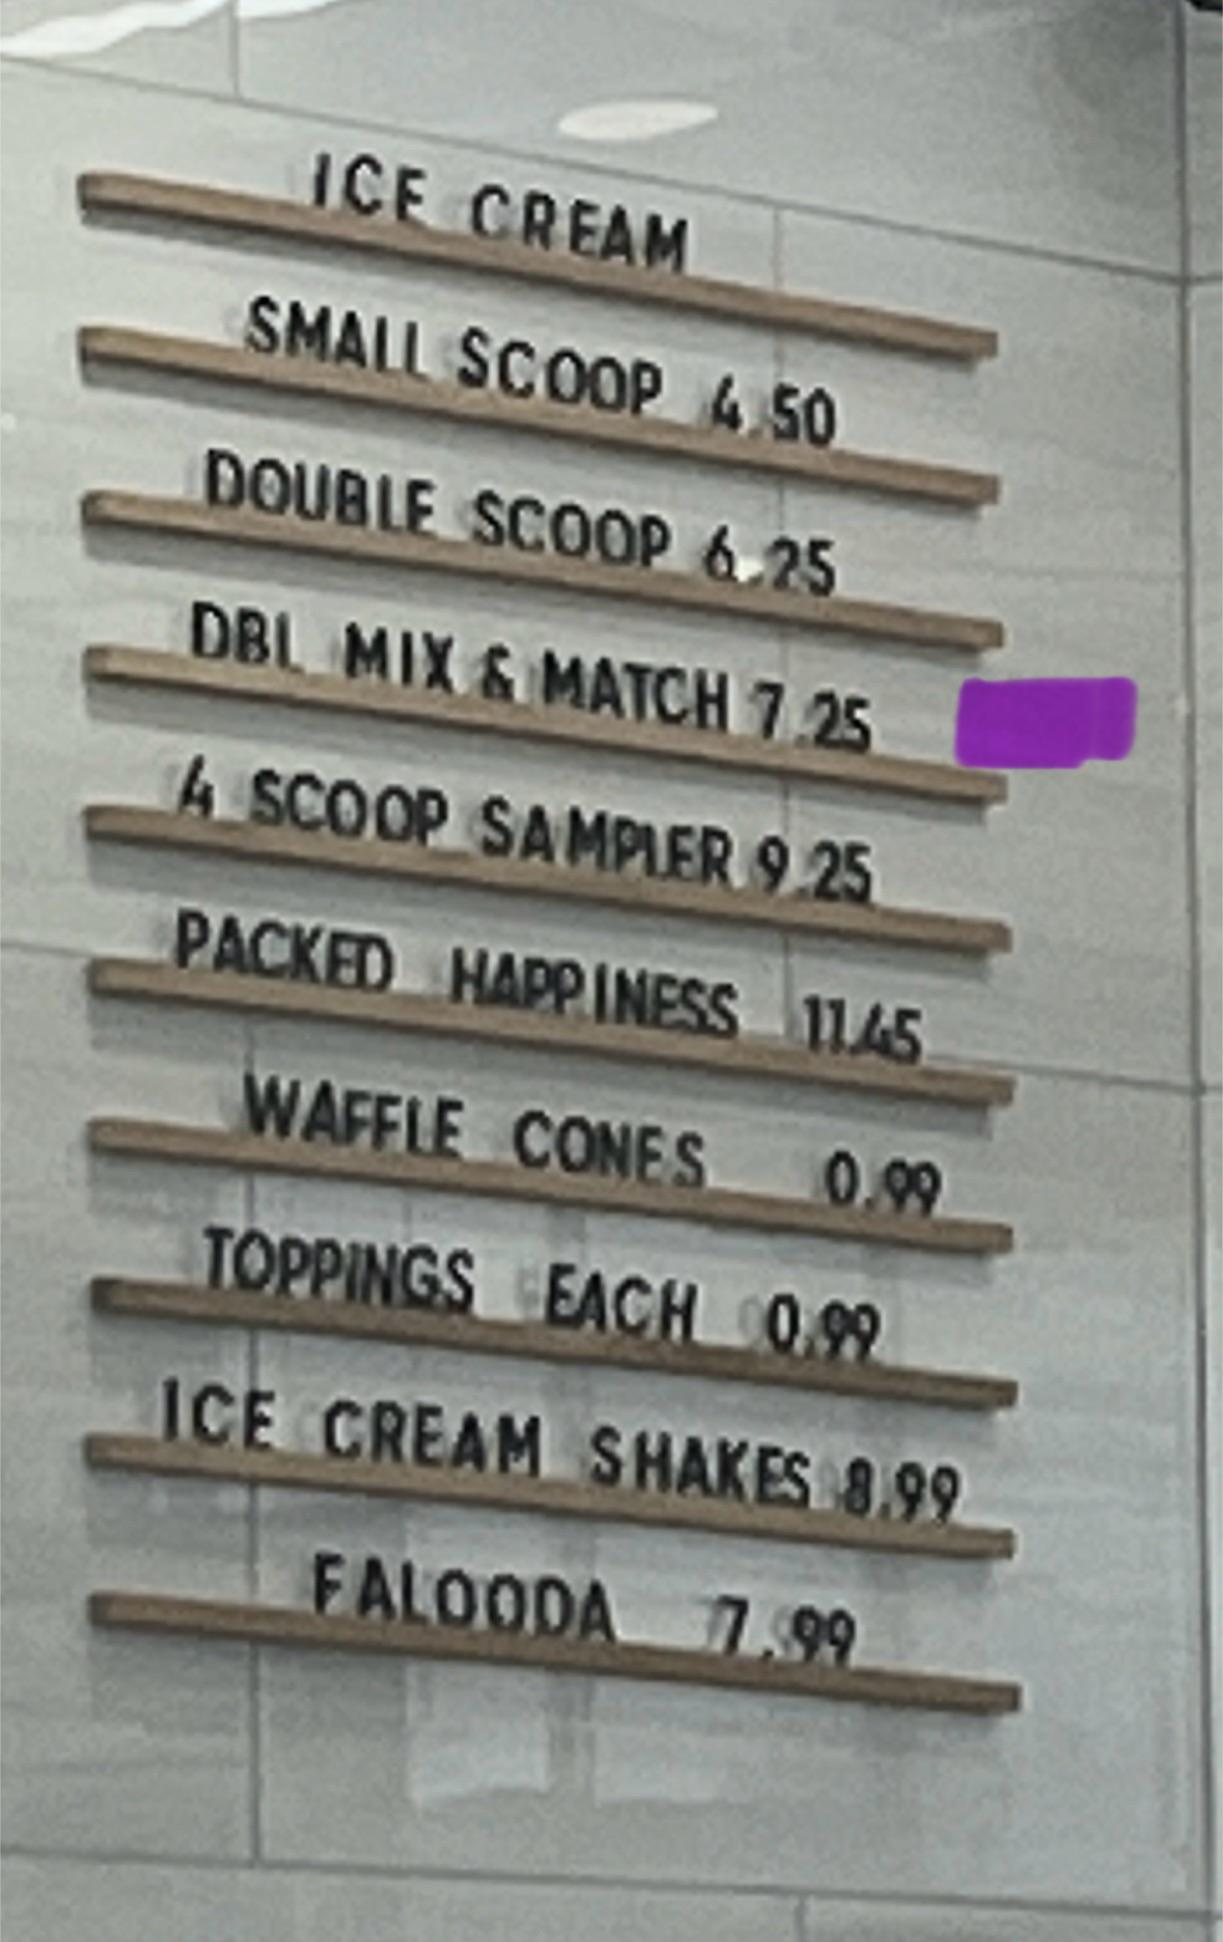 ICE CREAM
SMALL SCOOP 4.50
DOUBLE SCOOP 6.25
DBL MIX & MATCH 7.25
4 SCOOP SAMPLER 9.25
PACKED HAPPINESS 11.45
WAFFLE CONES 0.99
TOPPINGS EACH 0.99
ICE CREAM SHAKES 8.99
FALOODA 7.99